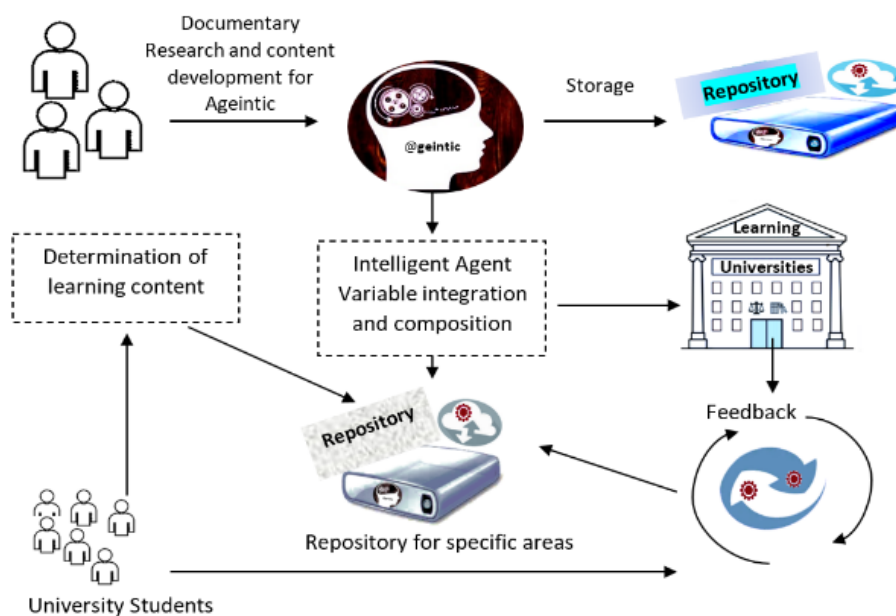 Documentary
Research and content
development for
Ageintic
@geintic
Storage
Repository
Determination of
learning content
Intelligent Agent
Variable integration
and composition
Learning
Universities
Repository
Feedback
Repository for specific areas
University Students